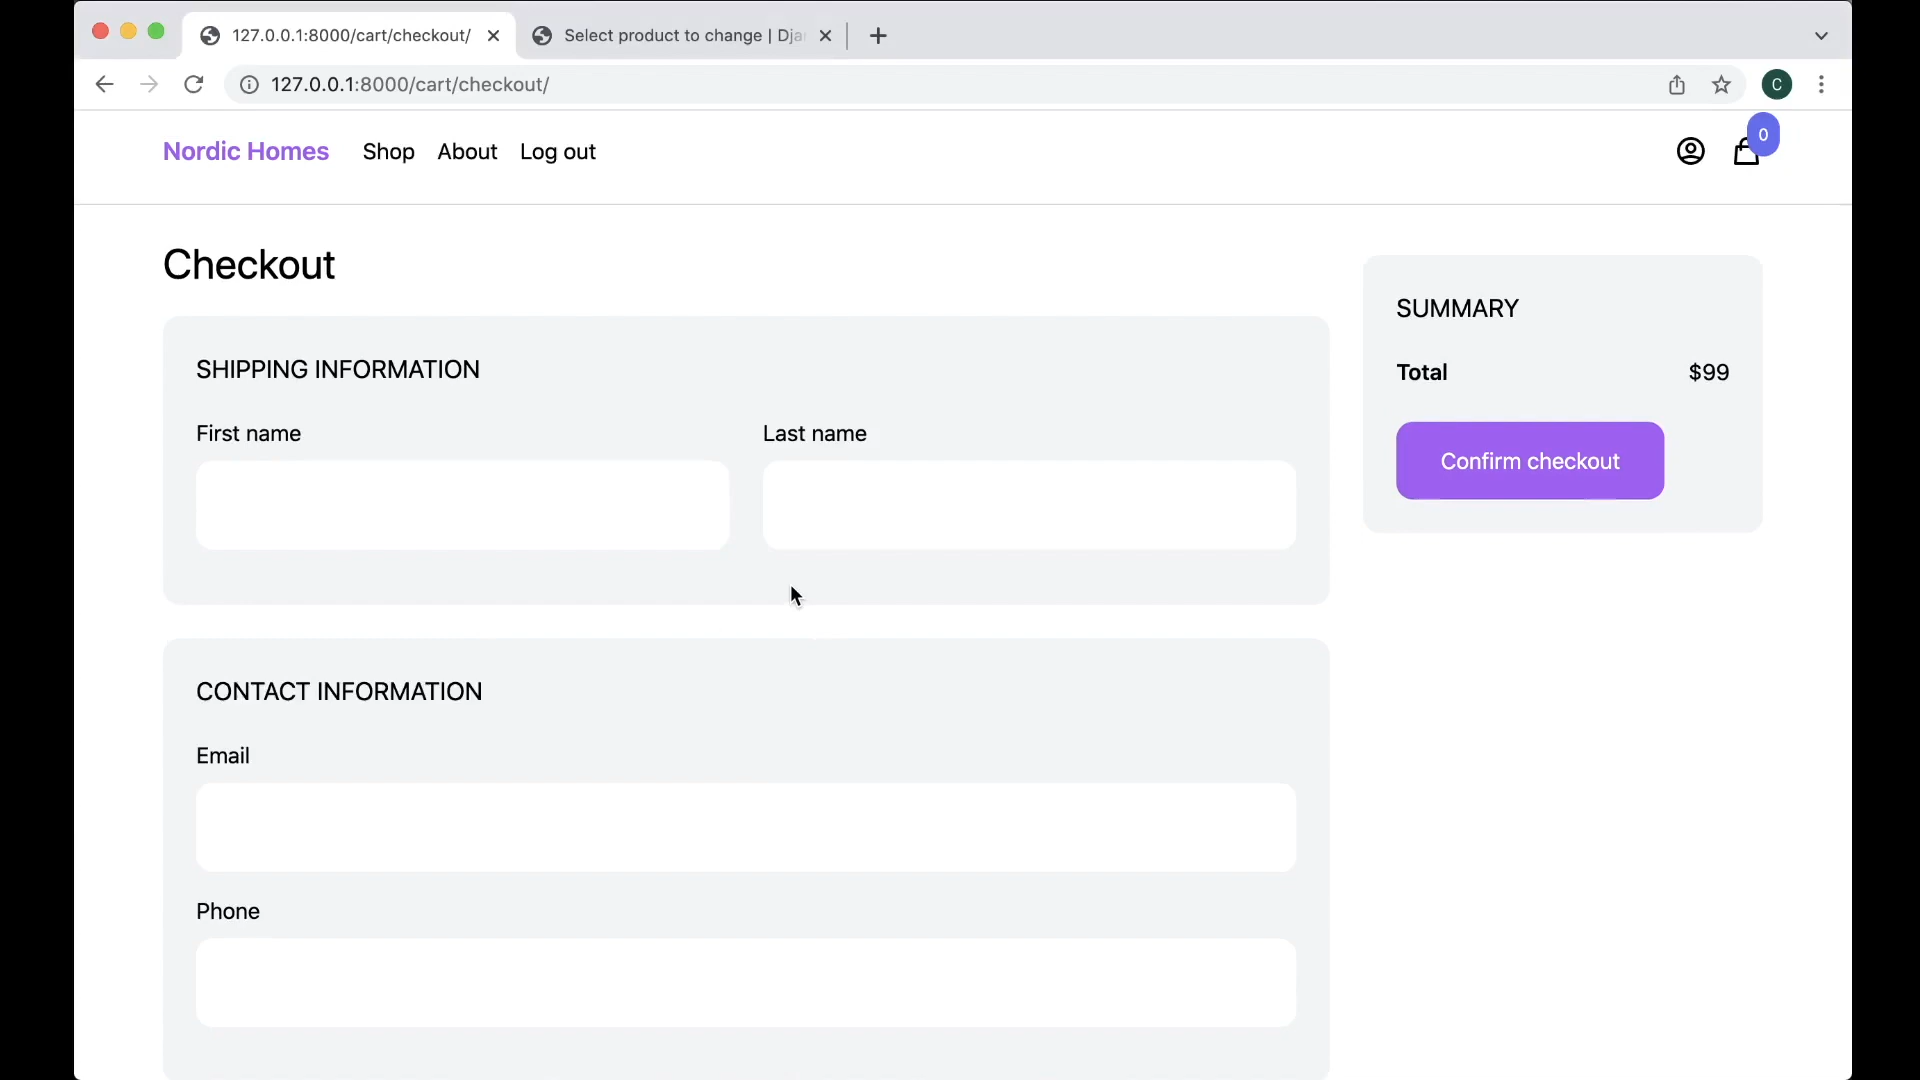 127.0.0.1:8000/cart/checkout/
Select product to change | Dja
127.0.0.1:8000/cart/checkout/
C
Nordic Homes
Shop
About
Log out
0
Checkout
SHIPPING INFORMATION
First name
Last name
CONTACT INFORMATION
Email
Phone
SUMMARY
Total
$99
Confirm checkout